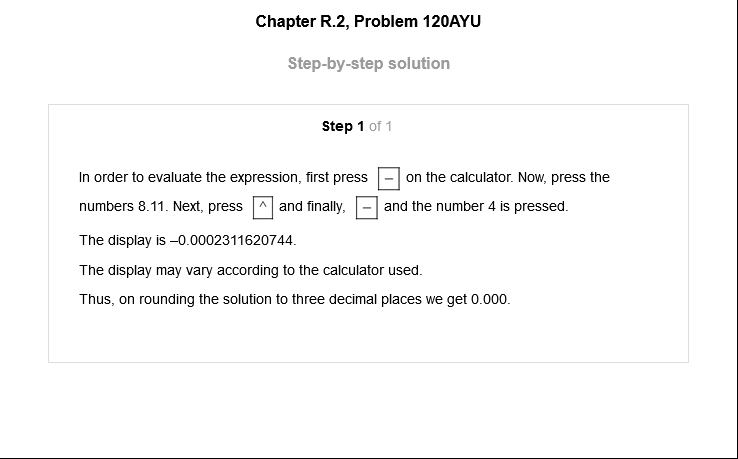 Chapter R.2, Problem 120AYU
Step-by-step solution
Step 1 of 1
In order to evaluate the expression, first press − on the calculator. Now, press the
numbers 8.11. Next, press ^ and finally, − and the number 4 is pressed.
The display is –0.0002311620744.
The display may vary according to the calculator used.
Thus, on rounding the solution to three decimal places we get 0.000.